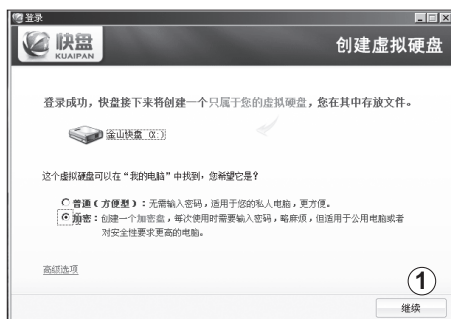 登录
快盘
KUAIPAN
创建虚拟硬盘
登录成功，快盘接下来将创建一个只属于您的虚拟硬盘，您在其中存放文件。
金山快盘 (X:)
这个虚拟硬盘可以在“我的电脑”中找到，您希望它是？
普通（方便型）：无需输入密码，适用于您的私人电脑，更方便。
加密：创建一个加密盘，每次使用时需要输入密码，略麻烦，但适用于公用电脑或者
对安全性要求更高的电脑。
高级选项
1
继续